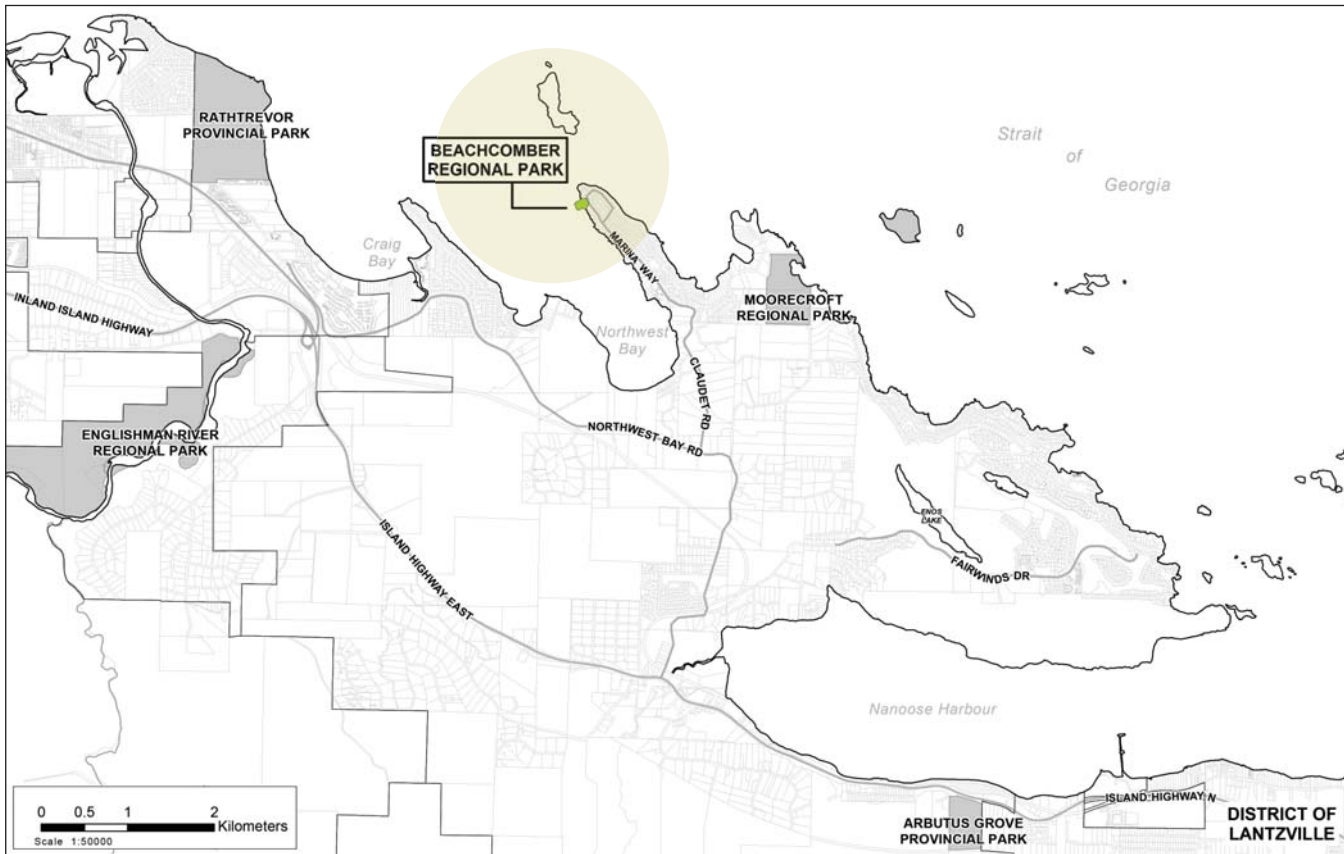 RATHTREVOR
PROVINCIAL PARK
BEACHCOMBER
REGIONAL PARK
Strait
of
Georgia
Craig
Bay
MARINA WAY
MOORECROFT
REGIONAL PARK
INLAND ISLAND HIGHWAY
Northwest
Bay
CLAUDET RD
ENGLISHMAN RIVER
REGIONAL PARK
NORTHWEST BAY RD
ENOS
LAKE
FAIRWINDS DR
ISLAND HIGHWAY EAST
Nanoose Harbour
0 0.5 1 2
Kilometers
Scale 1:50000
ISLAND HIGHWAY N
ARBUTUS GROVE
PROVINCIAL PARK
DISTRICT OF
LANTZVILLE